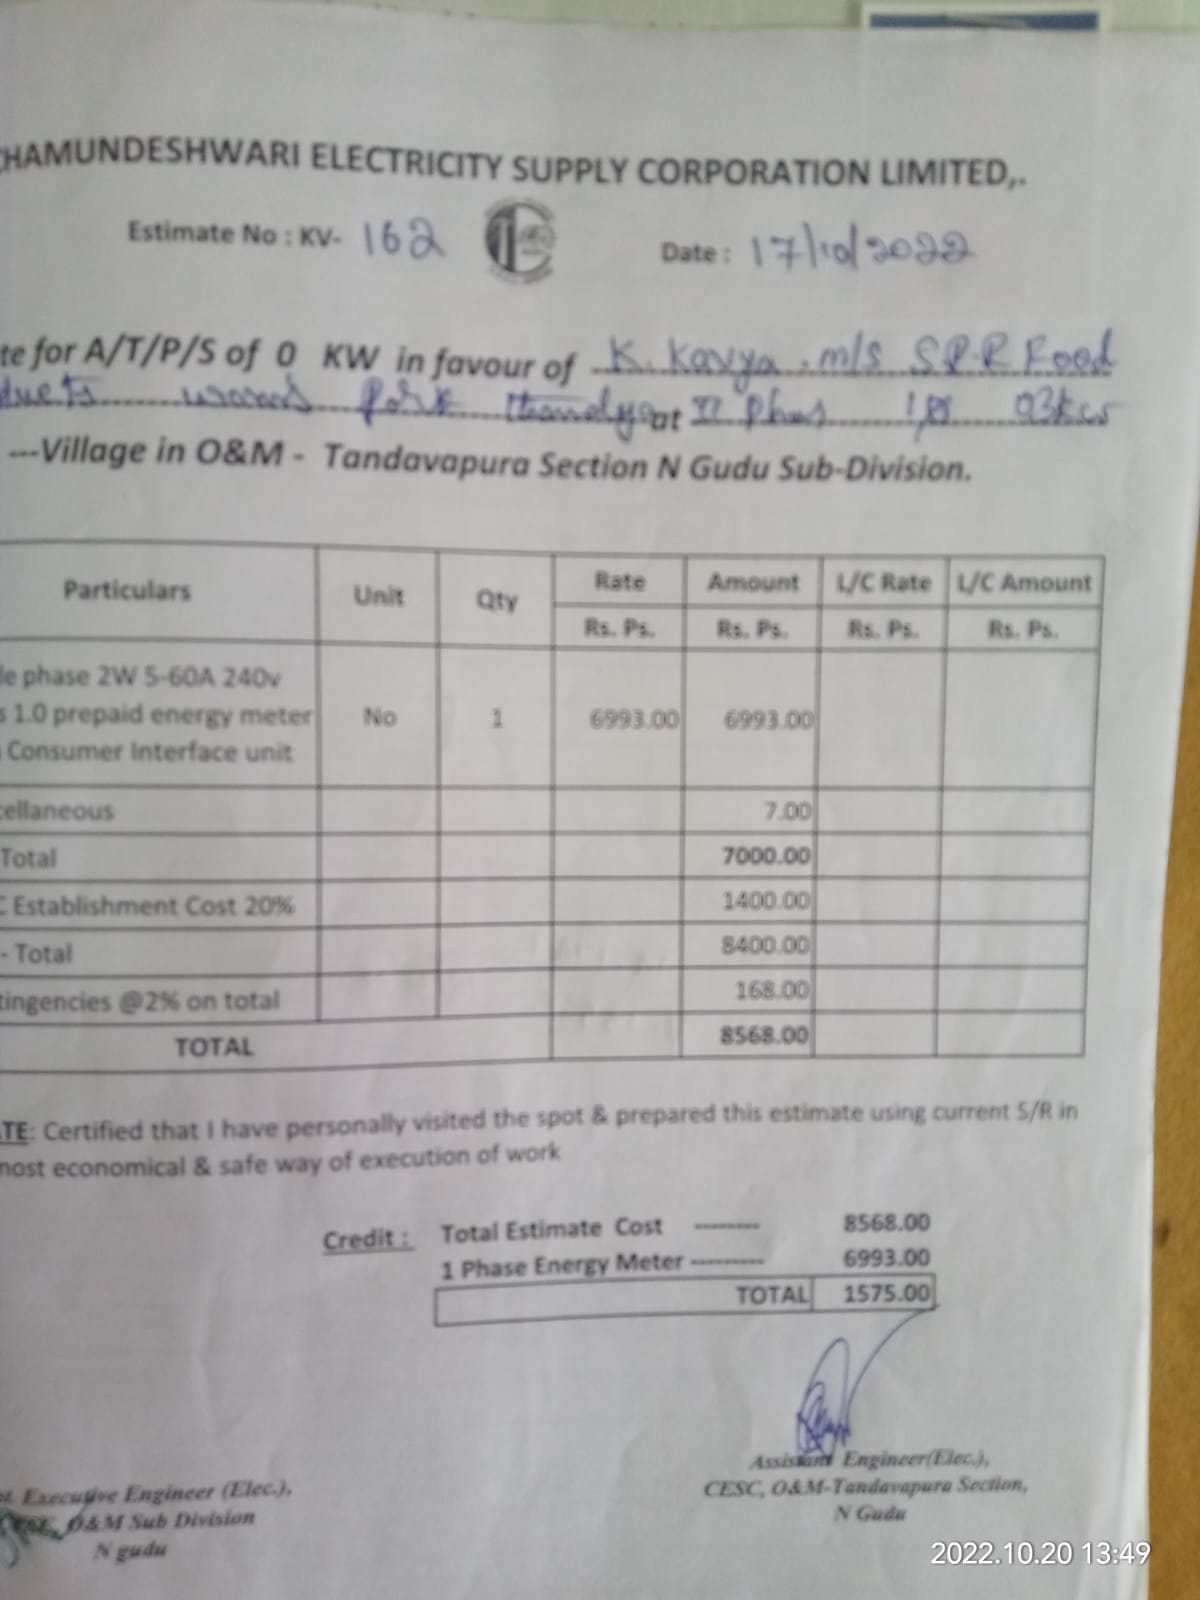 HAMUNDESHWARI ELECTRICITY SUPPLY CORPORATION LIMITED,.
Estimate No : KV- 162 Date : 17/10/2022
te for A/T/P/S of 0 KW in favour of K. Kavya . m/s S.P.R Food
ducts park at II Phas 03kw
---Village in O&M - Tandavapura Section N Gudu Sub-Division.
Particulars Unit Qty Rate Amount L/C Rate L/C Amount
Rs. Ps. Rs. Ps. Rs. Ps. Rs. Ps.
le phase 2W 5-60A 240v
s 1.0 prepaid energy meter No 1 6993.00 6993.00
Consumer Interface unit
cellaneous 7.00
Total 7000.00
C Establishment Cost 20% 1400.00
- Total 8400.00
tingencies @2% on total 168.00
TOTAL 8568.00
ATE: Certified that I have personally visited the spot & prepared this estimate using current S/R in
most economical & safe way of execution of work
Credit : Total Estimate Cost -------- 8568.00
1 Phase Energy Meter --------- 6993.00
TOTAL 1575.00
Assistant Engineer(Elec.),
CESC, O&M-Tandavapura Section,
N Gudu
Executive Engineer (Elec.),
O&M Sub Division
N gudu
2022.10.20 13:49